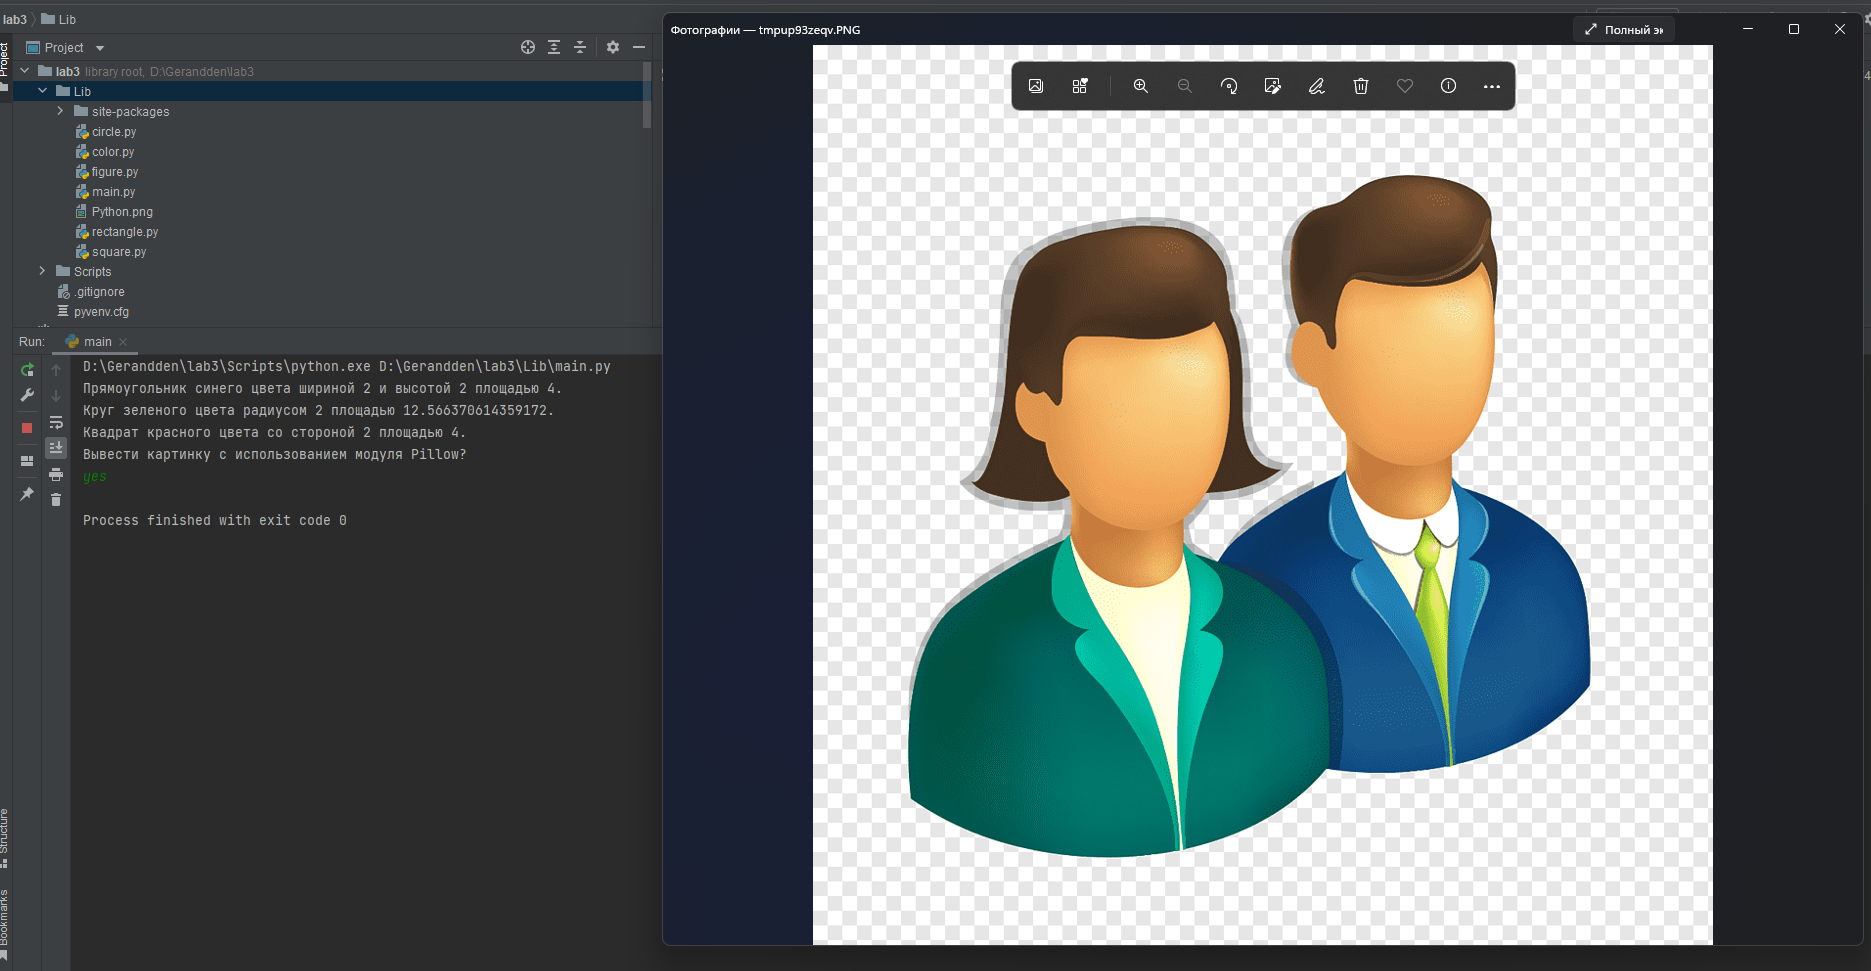 lab3 Lib
Project
Project
lab3 library root, D:\Gerandden\lab3
Lib
site-packages
circle.py
color.py
figure.py
main.py
Python.png
rectangle.py
square.py
Scripts
.gitignore
pyvenv.cfg
Run: main
D:\Gerandden\lab3\Scripts\python.exe D:\Gerandden\lab3\Lib\main.py
Прямоугольник синего цвета шириной 2 и высотой 2 площадью 4.
Круг зеленого цвета радиусом 2 площадью 12.566370614359172.
Квадрат красного цвета со стороной 2 площадью 4.
Вывести картинку с использованием модуля Pillow?
yes
Process finished with exit code 0
Structure
Bookmarks
Фотографии — tmpup93zeqv.PNG
Полный эк
4